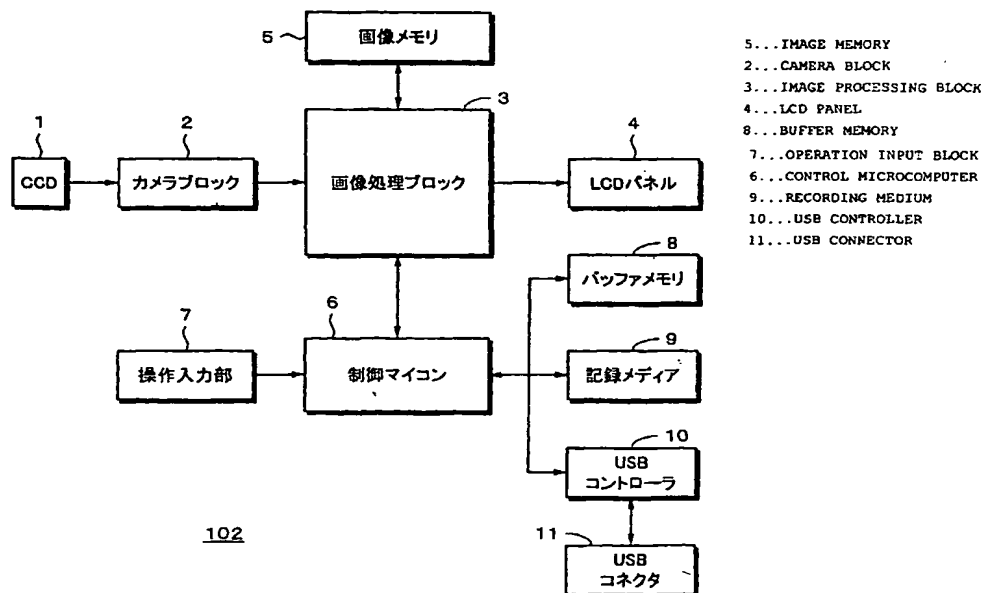 5
画像メモリ
3
1
2
4
CCD
カメラブロック
画像処理ブロック
LCDパネル
8
バッファメモリ
6
7
9
操作入力部
制御マイコン
記録メディア
10
USB
コントローラ
102
11
USB
コネクタ
5...IMAGE MEMORY
2...CAMERA BLOCK
3...IMAGE PROCESSING BLOCK
4...LCD PANEL
8...BUFFER MEMORY
7...OPERATION INPUT BLOCK
6...CONTROL MICROCOMPUTER
9...RECORDING MEDIUM
10...USB CONTROLLER
11...USB CONNECTOR